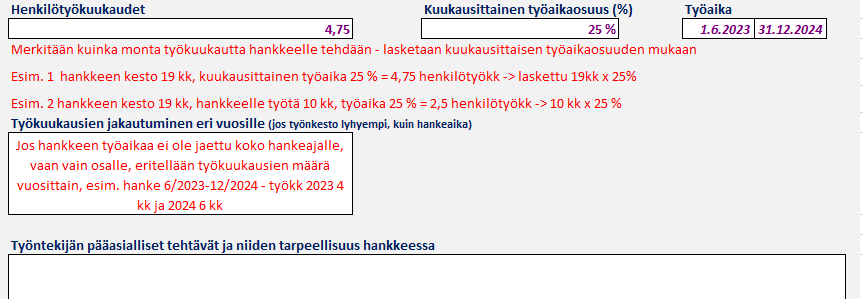 Henkilötyökuukaudet Kuukausittainen työaikaosuus (%) Työaika
4,75 25 % 1.6.2023 31.12.2024
Merkitään kuinka monta työkuukautta hankkeelle tehdään - lasketaan kuukausittaisen työaikaosuuden mukaan
Esim. 1 hankkeen kesto 19 kk, kuukausittainen työaika 25 % = 4,75 henkilötyökk -> laskettu 19kk x 25%
Esim. 2 hankkeen kesto 19 kk, hankkeelle työtä 10 kk, työaika 25 % = 2,5 henkilötyökk -> 10 kk x 25 %
Työkuukausien jakautuminen eri vuosille (jos työnkesto lyhyempi, kuin hankeaika)
Jos hankkeen työaikaa ei ole jaettu koko hankeajalle,
vaan vain osalle, eritellään työkuukausien määrä
vuosittain, esim. hanke 6/2023-12/2024 - työkk 2023 4
kk ja 2024 6 kk
Työntekijän pääasialliset tehtävät ja niiden tarpeellisuus hankkeessa